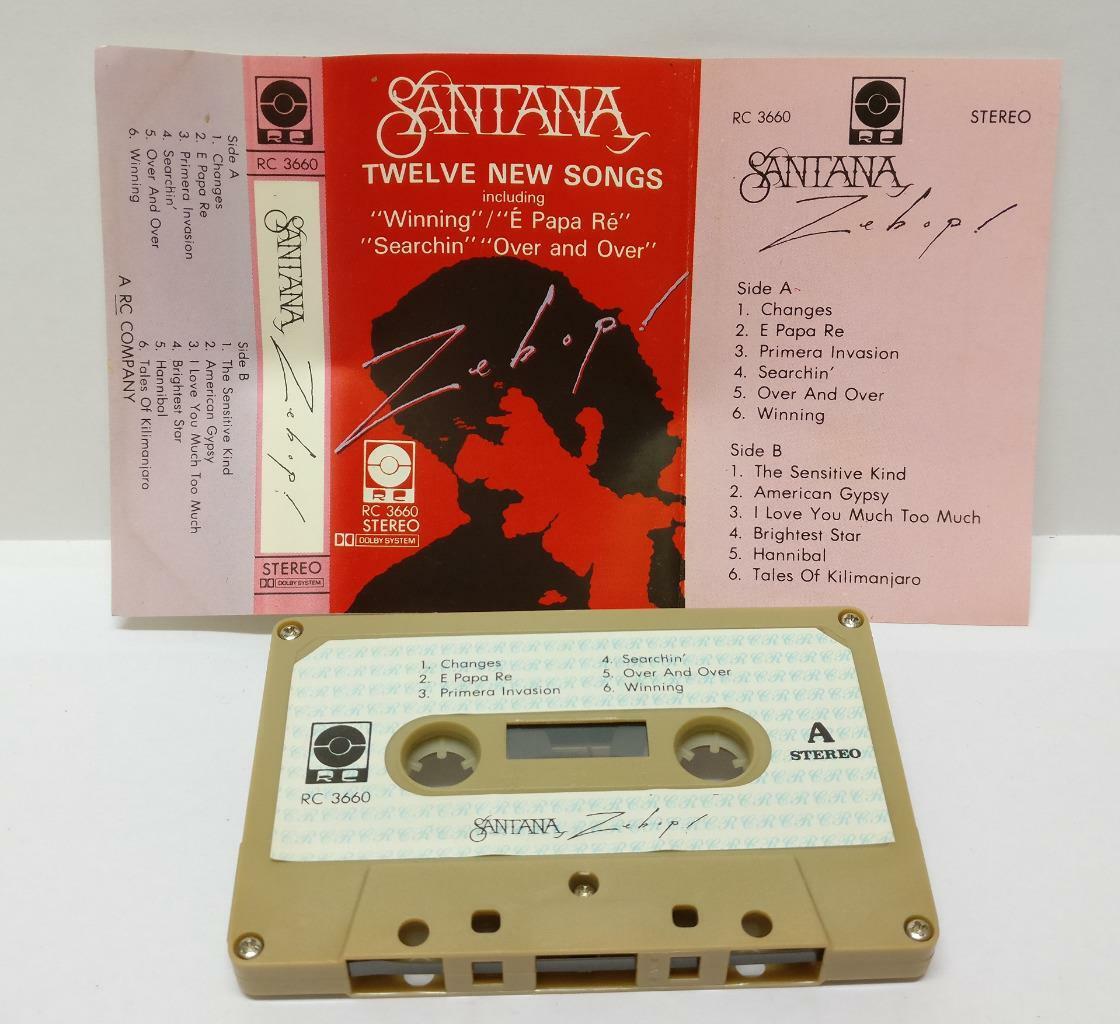 Side A
1. Changes
2. E Papa Re
3. Primera Invasion
4. Searchin'
5. Over And Over
6. Winning
Side B
1. The Sensitive Kind
2. American Gypsy
3. I Love You Much Too Much
4. Brightest Star
5. Hannibal
6. Tales Of Kilimanjaro
A RC COMPANY
RC
RC 3660
SANTANA
Zebop!
STEREO
DOLBY SYSTEM
SANTANA
TWELVE NEW SONGS
including
"Winning"/"É Papa Ré"
"Searchin" "Over and Over"
Zebop!
RC
RC 3660
STEREO
DOLBY SYSTEM
RC 3660
RC
STEREO
SANTANA
Zebop!
Side A
1. Changes
2. E Papa Re
3. Primera Invasion
4. Searchin'
5. Over And Over
6. Winning
Side B
1. The Sensitive Kind
2. American Gypsy
3. I Love You Much Too Much
4. Brightest Star
5. Hannibal
6. Tales Of Kilimanjaro
1. Changes
2. E Papa Re
3. Primera Invasion
4. Searchin'
5. Over And Over
6. Winning
RC
RC 3660
A
STEREO
SANTANA Zebop!